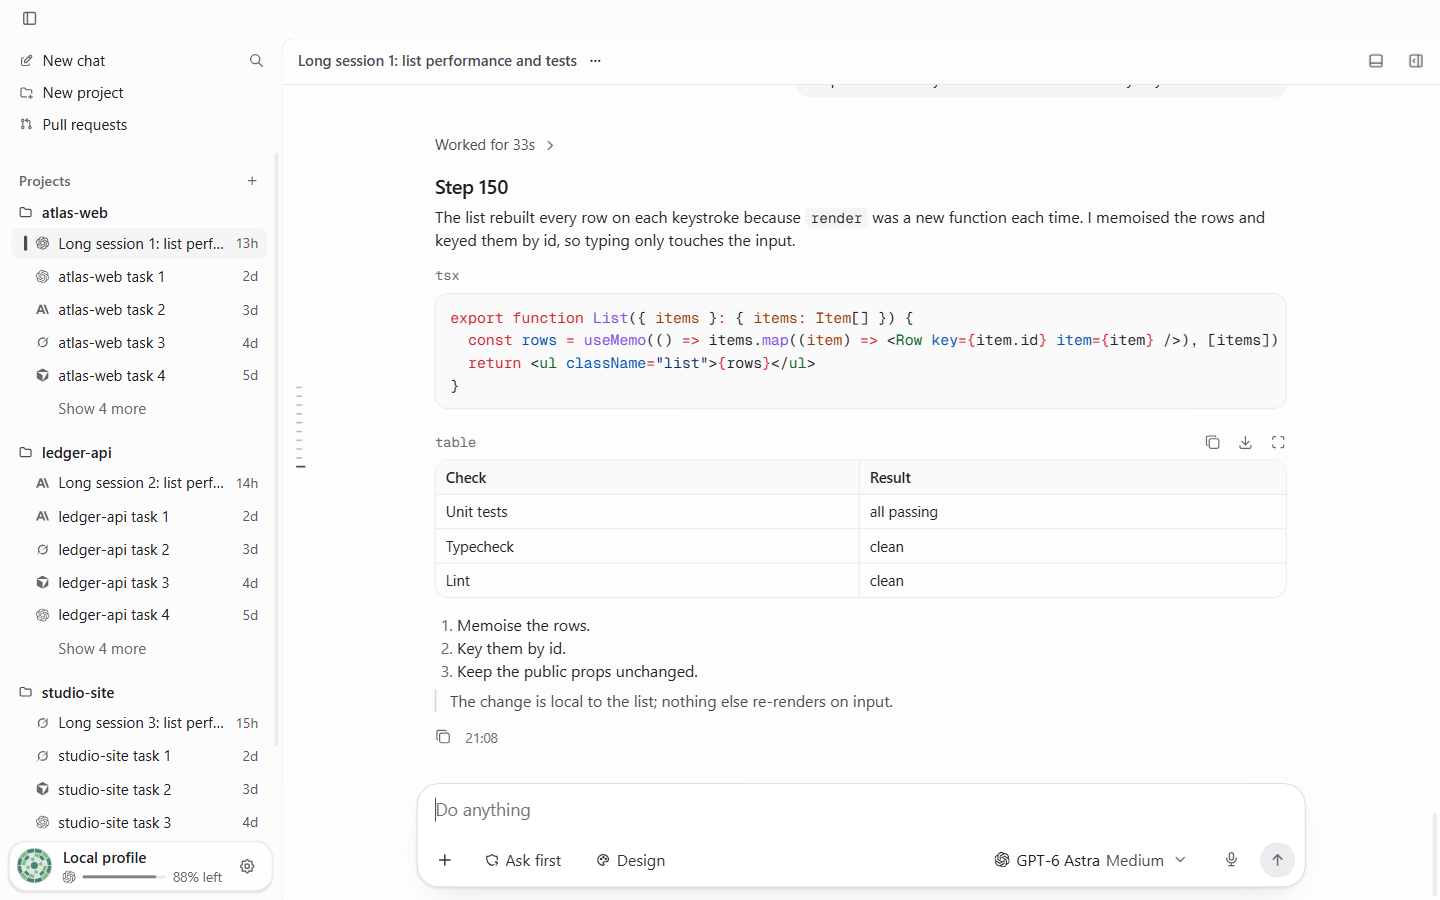 New chat
New project
Pull requests
Projects
atlas-web
Long session 1: list perf... 13h
atlas-web task 1 2d
atlas-web task 2 3d
atlas-web task 3 4d
atlas-web task 4 5d
Show 4 more
ledger-api
Long session 2: list perf... 14h
ledger-api task 1 2d
ledger-api task 2 3d
ledger-api task 3 4d
ledger-api task 4 5d
Show 4 more
studio-site
Long session 3: list perf... 15h
studio-site task 1 2d
studio-site task 2 3d
studio-site task 3 4d
Local profile
88% left
Long session 1: list performance and tests
Worked for 33s
Step 150
The list rebuilt every row on each keystroke because render was a new function each time. I memoised the rows and
keyed them by id, so typing only touches the input.
tsx
export function List({ items }: { items: Item[] }) {
  const rows = useMemo(() => items.map((item) => <Row key={item.id} item={item} />), [items])
  return <ul className="list">{rows}</ul>
}
table
Check Result
Unit tests all passing
Typecheck clean
Lint clean
1. Memoise the rows.
2. Key them by id.
3. Keep the public props unchanged.
The change is local to the list; nothing else re-renders on input.
21:08
Do anything
Ask first Design GPT-6 Astra Medium